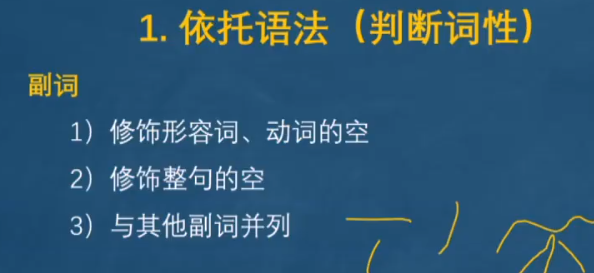 1. 依托语法（判断词性）
副词
1）修饰形容词、动词的空
2）修饰整句的空
3）与其他副词并列